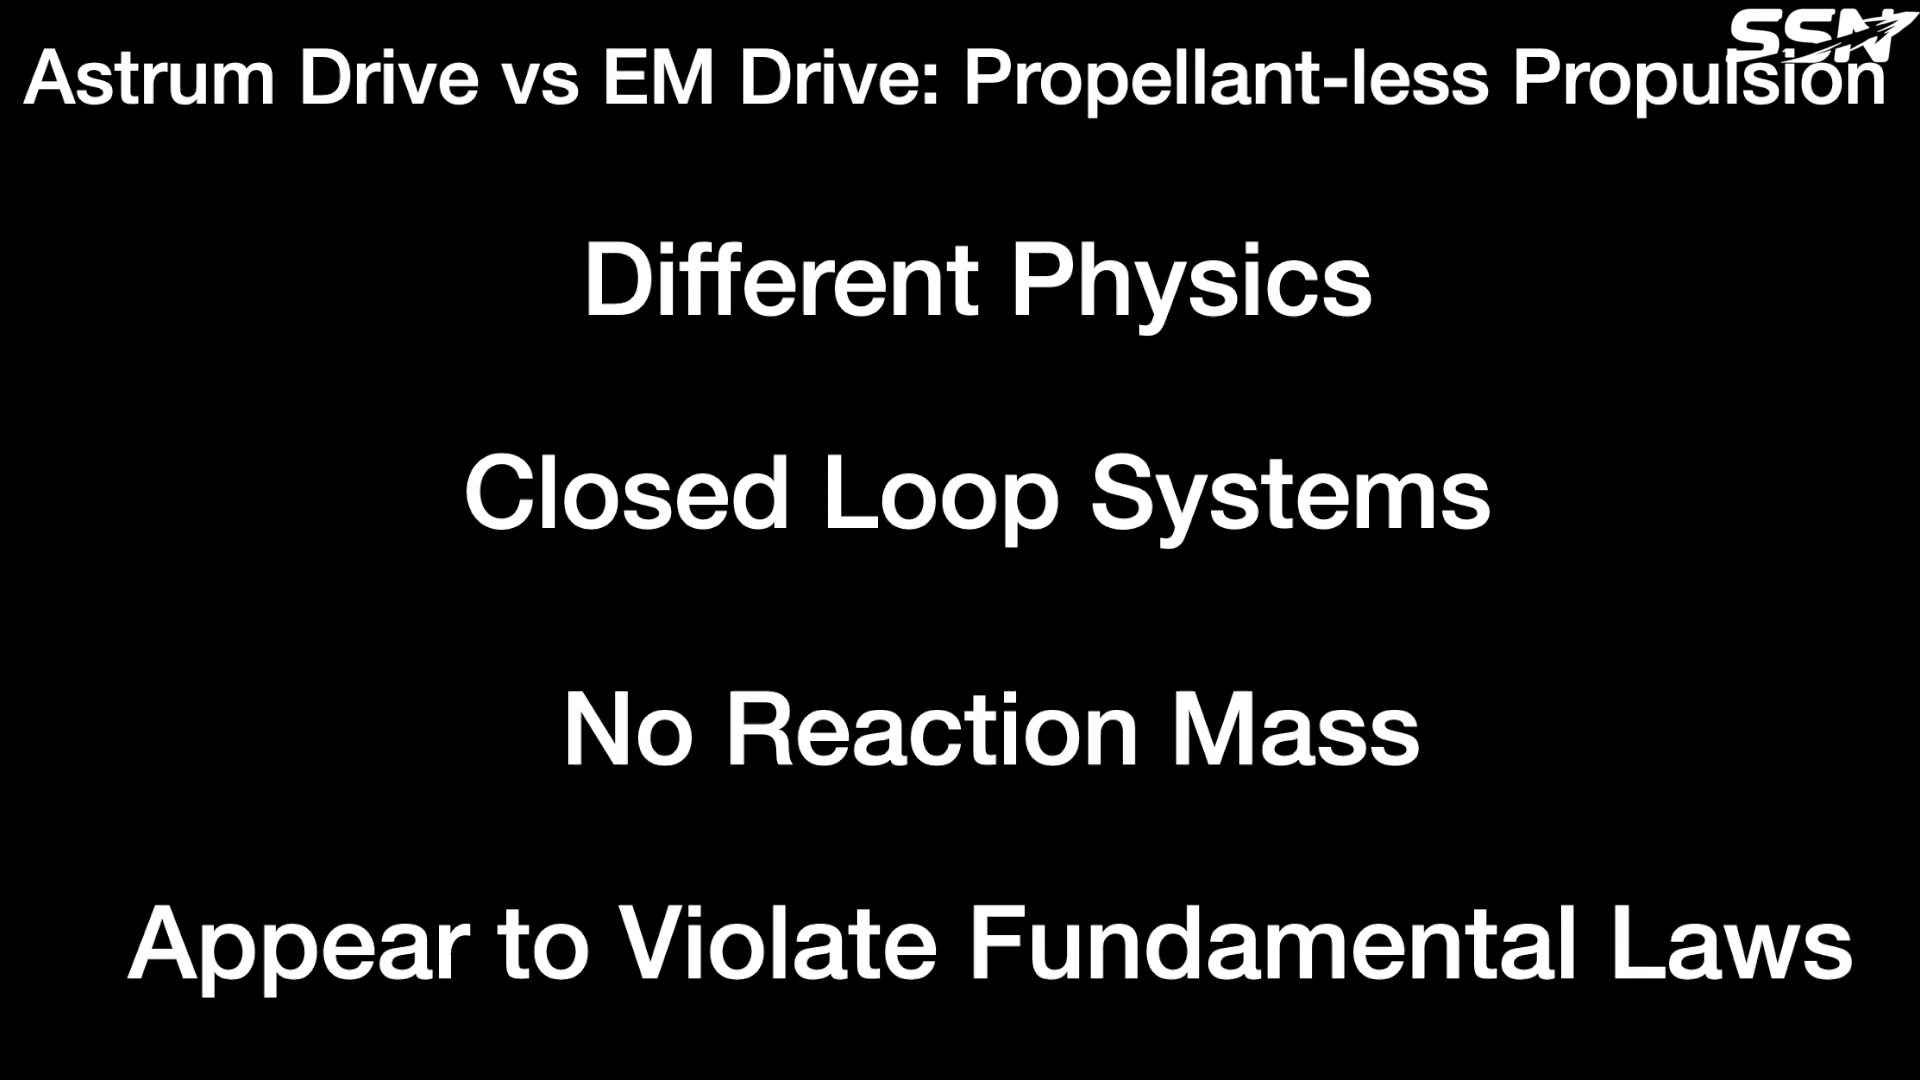 SSN
Astrum Drive vs EM Drive: Propellant-less Propulsion
Different Physics
Closed Loop Systems
No Reaction Mass
Appear to Violate Fundamental Laws